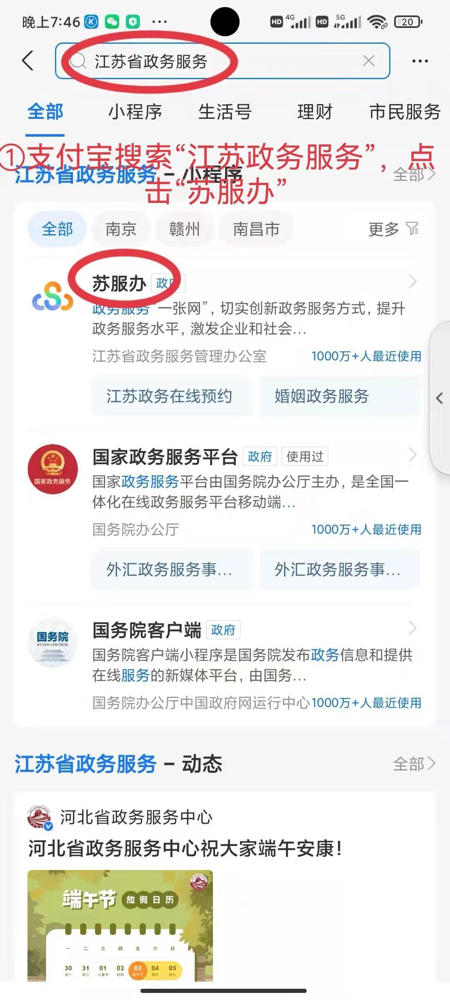 晚上7:46 K ... HD 4G HD 5G 20
江苏省政务服务
全部 小程序 生活号 理财 市民服务
①支付宝搜索“江苏政务服务”，点
击“苏服办”
江苏省政务服务 – 小程序 全部
全部 南京 赣州 南昌市 更多
苏服办 政府
政务服务“一张网”，切实创新政务服务方式，提升
政务服务水平，激发企业和社会...
江苏省政务服务管理办公室 1000万+人最近使用
江苏政务在线预约 婚姻政务服务
国家政务服务平台 政府 使用过
国家政务服务
国家政务服务平台由国务院办公厅主办，是全国一
体化在线政务服务平台移动端...
国务院办公厅 1000万+人最近使用
外汇政务服务事... 外汇政务服务事...
国务院客户端 政府
国务院
STATE COUNCIL
国务院客户端小程序是国务院发布政务信息和提供
在线服务的新媒体平台，由国务...
国务院办公厅中国政府网运行中心 1000万+人最近使用
江苏省政务服务 – 动态 全部
河北省政务服务中心
河北省政务服务中心祝大家端午安康！
端午节 放假日历
一 二 三 四 五 六 日
30 31 01 02 03 04 05
初一 初二 儿童节 初四 端午节 初六 初七